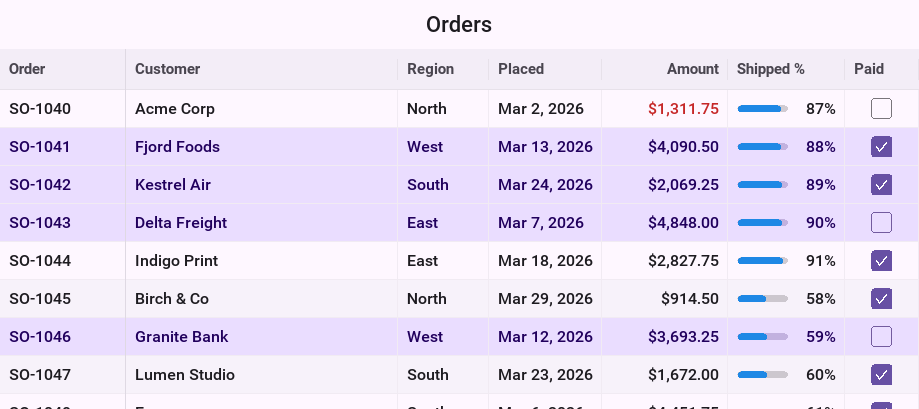 Orders
Order Customer Region Placed Amount Shipped % Paid
SO-1040 Acme Corp North Mar 2, 2026 $1,311.75 87%
SO-1041 Fjord Foods West Mar 13, 2026 $4,090.50 88%
SO-1042 Kestrel Air South Mar 24, 2026 $2,069.25 89%
SO-1043 Delta Freight East Mar 7, 2026 $4,848.00 90%
SO-1044 Indigo Print East Mar 18, 2026 $2,827.75 91%
SO-1045 Birch & Co North Mar 29, 2026 $914.50 58%
SO-1046 Granite Bank West Mar 12, 2026 $3,693.25 59%
SO-1047 Lumen Studio South Mar 23, 2026 $1,672.00 60%